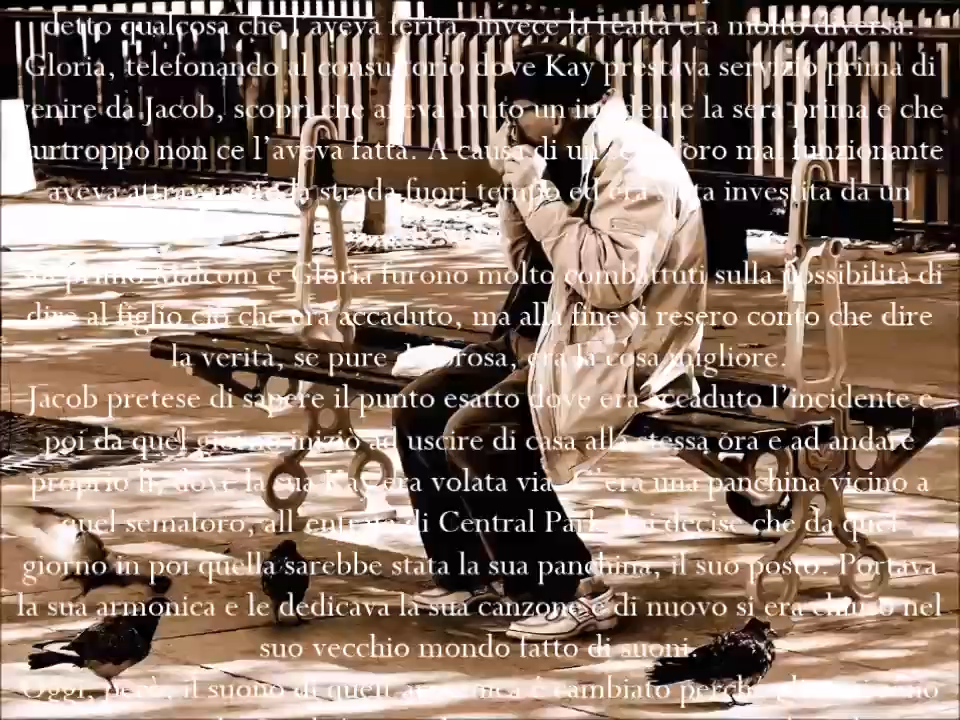 detto qualcosa che l'aveva ferita, invece la realtà era molto diversa.
Gloria, telefonando al consultorio dove Kay prestava servizio prima di
venire da Jacob, scoprì che aveva avuto un incidente la sera prima e che
purtroppo non ce l'aveva fatta. A causa di un semaforo mal funzionante
aveva attraversato la strada fuori tempo ed era stata investita da un
In primo Malcom e Gloria furono molto combattuti sulla possibilità di
dire al figlio ciò che era accaduto, ma alla fine si resero conto che dire
la verità, se pure dolorosa, era la cosa migliore.
Jacob pretese di sapere il punto esatto dove era accaduto l'incidente e
poi da quel giorno iniziò ad uscire di casa alla stessa ora e ad andare
proprio lì, dove la sua Kay era volata via. C'era una panchina vicino a
quel semaforo, all'entrata di Central Park, lui decise che da quel
giorno in poi quella sarebbe stata la sua panchina, il suo posto. Portava
la sua armonica e le dedicava la sua canzone e di nuovo si era chiuso nel
suo vecchio mondo fatto di suoni.
Oggi, però, il suono di quell'armonica è cambiato perché